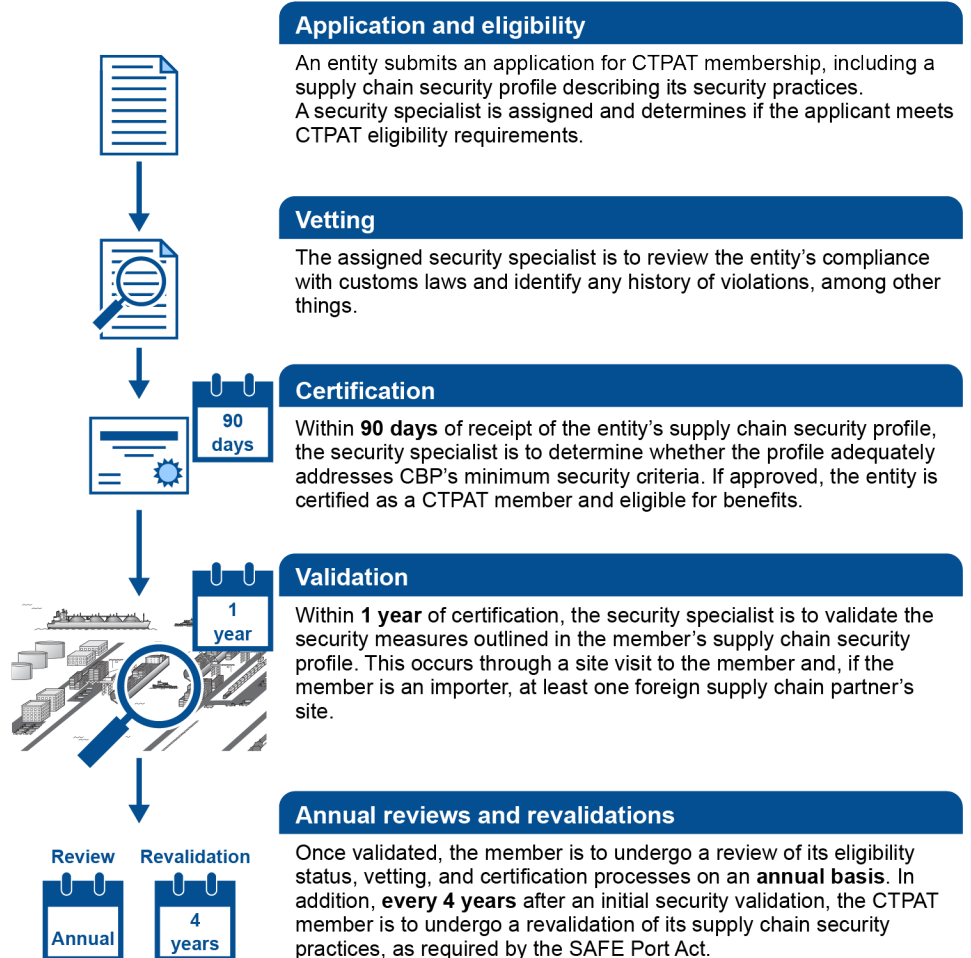 Application and eligibility
An entity submits an application for CTPAT membership, including a
supply chain security profile describing its security practices.
A security specialist is assigned and determines if the applicant meets
CTPAT eligibility requirements.
Vetting
The assigned security specialist is to review the entity’s compliance
with customs laws and identify any history of violations, among other
things.
90
days
Certification
Within 90 days of receipt of the entity’s supply chain security profile,
the security specialist is to determine whether the profile adequately
addresses CBP’s minimum security criteria. If approved, the entity is
certified as a CTPAT member and eligible for benefits.
1
year
Validation
Within 1 year of certification, the security specialist is to validate the
security measures outlined in the member’s supply chain security
profile. This occurs through a site visit to the member and, if the
member is an importer, at least one foreign supply chain partner’s
site.
Review
Annual
Revalidation
4
years
Annual reviews and revalidations
Once validated, the member is to undergo a review of its eligibility
status, vetting, and certification processes on an annual basis. In
addition, every 4 years after an initial security validation, the CTPAT
member is to undergo a revalidation of its supply chain security
practices, as required by the SAFE Port Act.